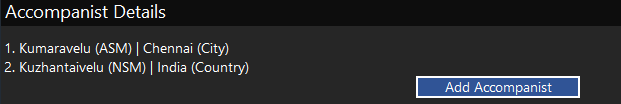 Accompanist Details
1. Kumaravelu (ASM) | Chennai (City)
2. Kuzhantaivelu (NSM) | India (Country)
Add Accompanist